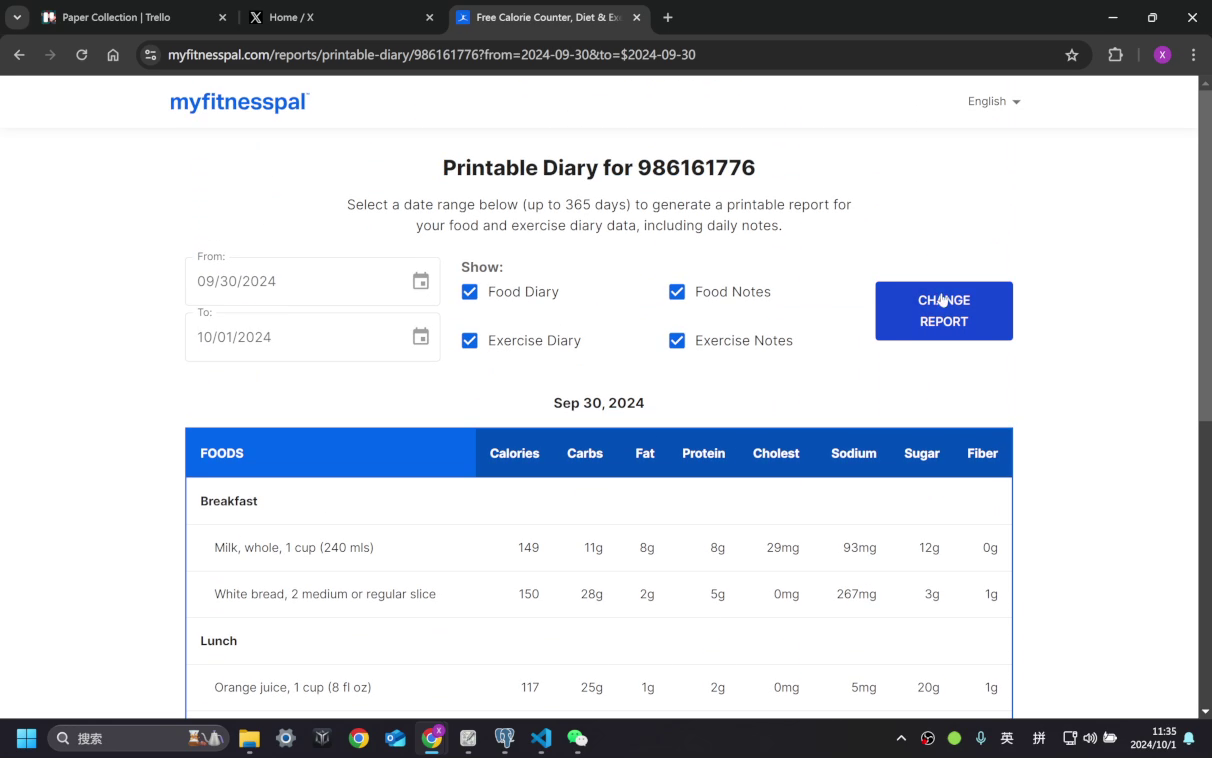 Paper Collection | Trello
Home / X
Free Calorie Counter, Diet & Ex
myfitnesspal.com/reports/printable-diary/986161776?from=2024-09-30&to=$2024-09-30
X
myfitnesspal
English
Printable Diary for 986161776
Select a date range below (up to 365 days) to generate a printable report for
your food and exercise diary data, including daily notes.
From:
09/30/2024
To:
10/01/2024
Show:
Food Diary
Food Notes
Exercise Diary
Exercise Notes
CHANGE
REPORT
Sep 30, 2024
FOODS Calories Carbs Fat Protein Cholest Sodium Sugar Fiber
Breakfast
Milk, whole, 1 cup (240 mls) 149 11g 8g 8g 29mg 93mg 12g 0g
White bread, 2 medium or regular slice 150 28g 2g 5g 0mg 267mg 3g 1g
Lunch
Orange juice, 1 cup (8 fl oz) 117 25g 1g 2g 0mg 5mg 20g 1g
搜索
X
英
拼
11:35
2024/10/1